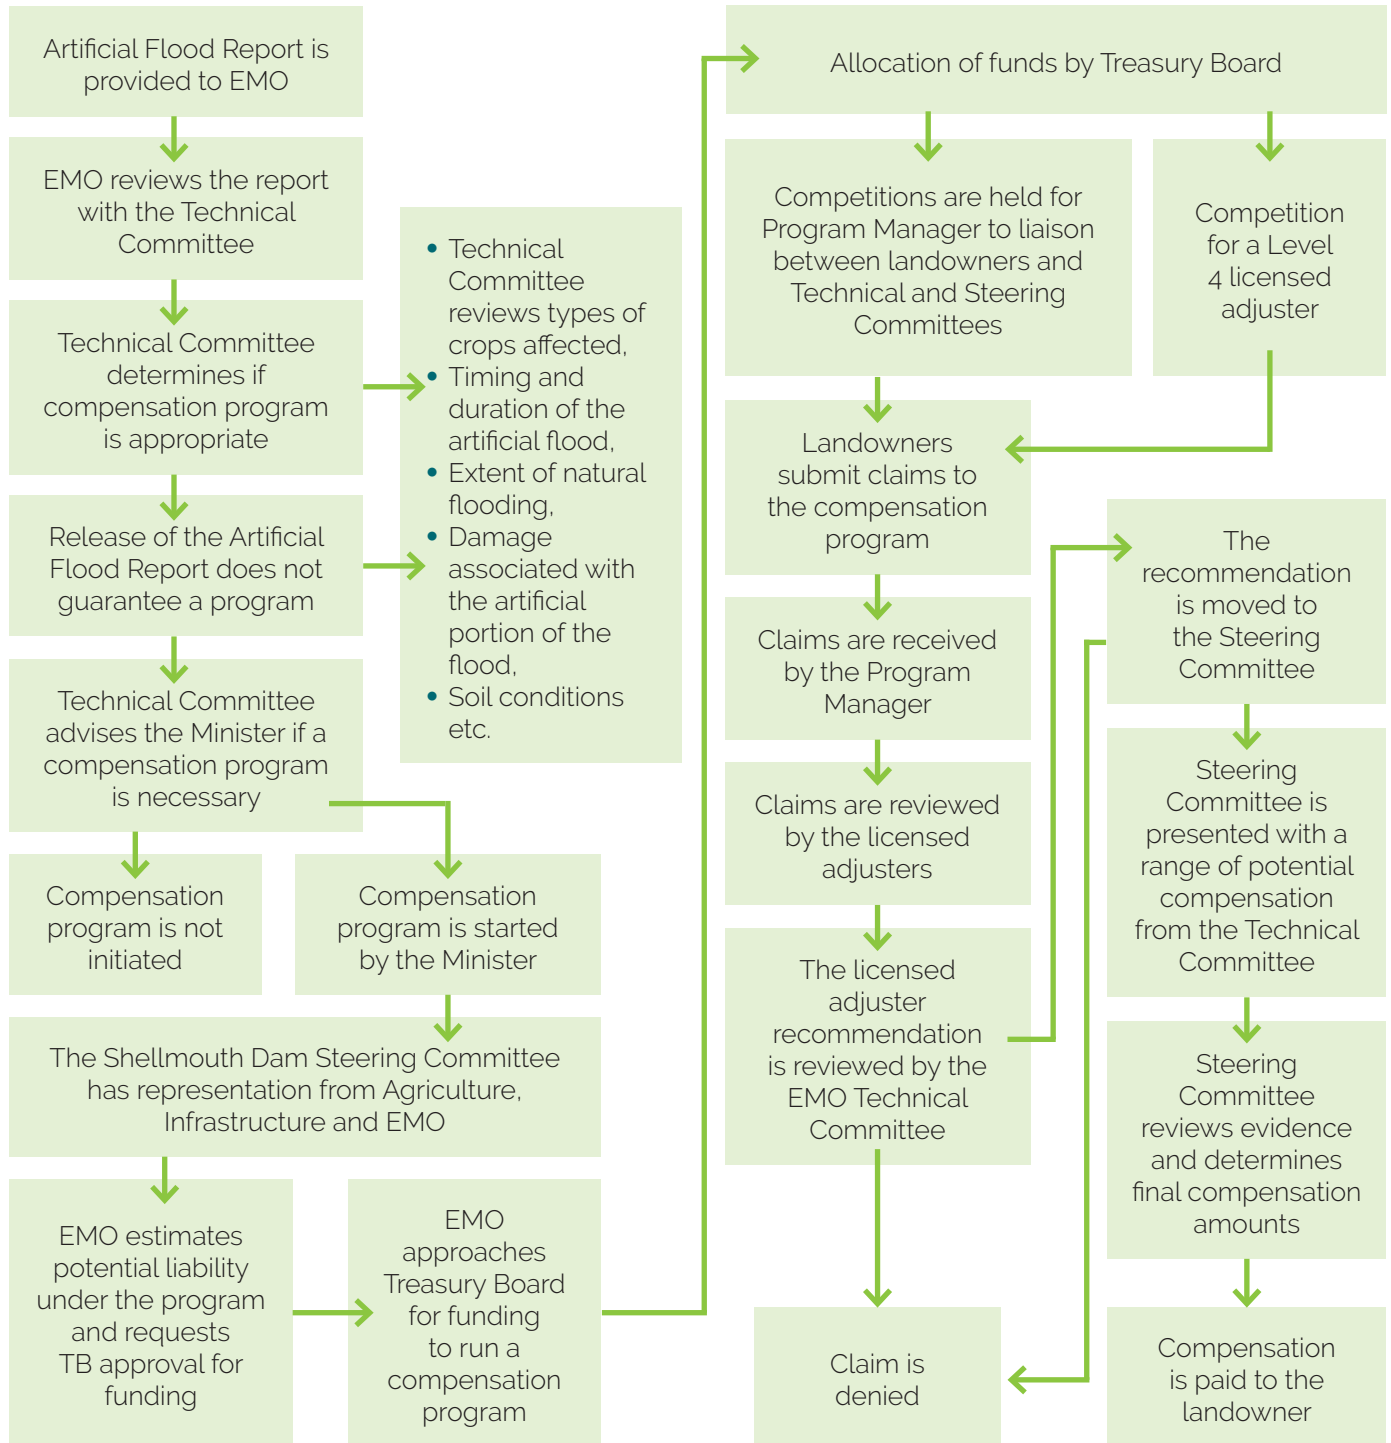 Artificial Flood Report is
provided to EMO
EMO reviews the report
with the Technical
Committee
Technical Committee
determines if
compensation program
is appropriate
• Technical
Committee
reviews types of
crops affected,
• Timing and
duration of the
artificial flood,
• Extent of natural
flooding,
• Damage
associated with
the artificial
portion of the
flood,
• Soil conditions
etc.
Release of the Artificial
Flood Report does not
guarantee a program
Technical Committee
advises the Minister if a
compensation program
is necessary
Compensation
program is not
initiated
Compensation
program is started
by the Minister
The Shellmouth Dam Steering Committee
has representation from Agriculture,
Infrastructure and EMO
EMO estimates
potential liability
under the program
and requests
TB approval for
funding
EMO
approaches
Treasury Board
for funding
to run a
compensation
program
Allocation of funds by Treasury Board
Competitions are held for
Program Manager to liaison
between landowners and
Technical and Steering
Committees
Competition
for a Level
4 licensed
adjuster
Landowners
submit claims to
the compensation
program
Claims are received
by the Program
Manager
Claims are reviewed
by the licensed
adjusters
The licensed
adjuster
recommendation
is reviewed by the
EMO Technical
Committee
Claim is
denied
The
recommendation
is moved to
the Steering
Committee
Steering
Committee is
presented with a
range of potential
compensation
from the Technical
Committee
Steering
Committee
reviews evidence
and determines
final compensation
amounts
Compensation
is paid to the
landowner